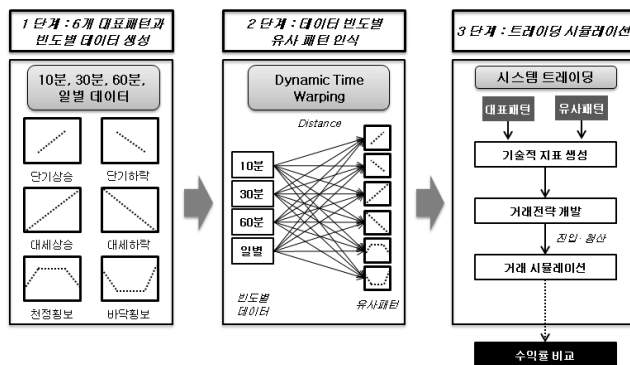 1 단계 : 6개 대표패턴과
빈도별 데이터 생성
10분, 30분, 60분,
일별 데이터
단기상승
단기하락
대세상승
대세하락
천정횡보
바닥횡보
2 단계 : 데이터 빈도별
유사 패턴 인식
Dynamic Time
Warping
Distance
10분
30분
60분
일별
빈도별
데이터
유사패턴
3 단계 : 트레이딩 시뮬레이션
시스템 트레이딩
대표패턴
유사패턴
기술적 지표 생성
거래전략 개발
진입·청산
거래 시뮬레이션
수익률 비교